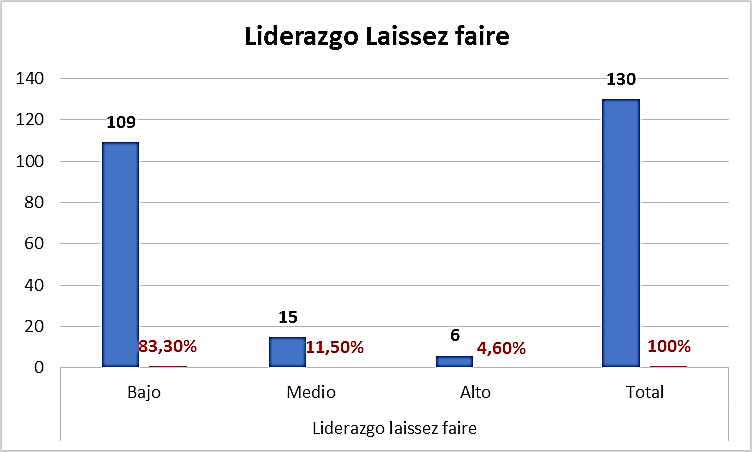 Liderazgo Laissez faire
140
120
100
80
60
40
20
0
109
83,30%
15
11,50%
6
4,60%
130
100%
Bajo
Medio
Alto
Total
Liderazgo laissez faire